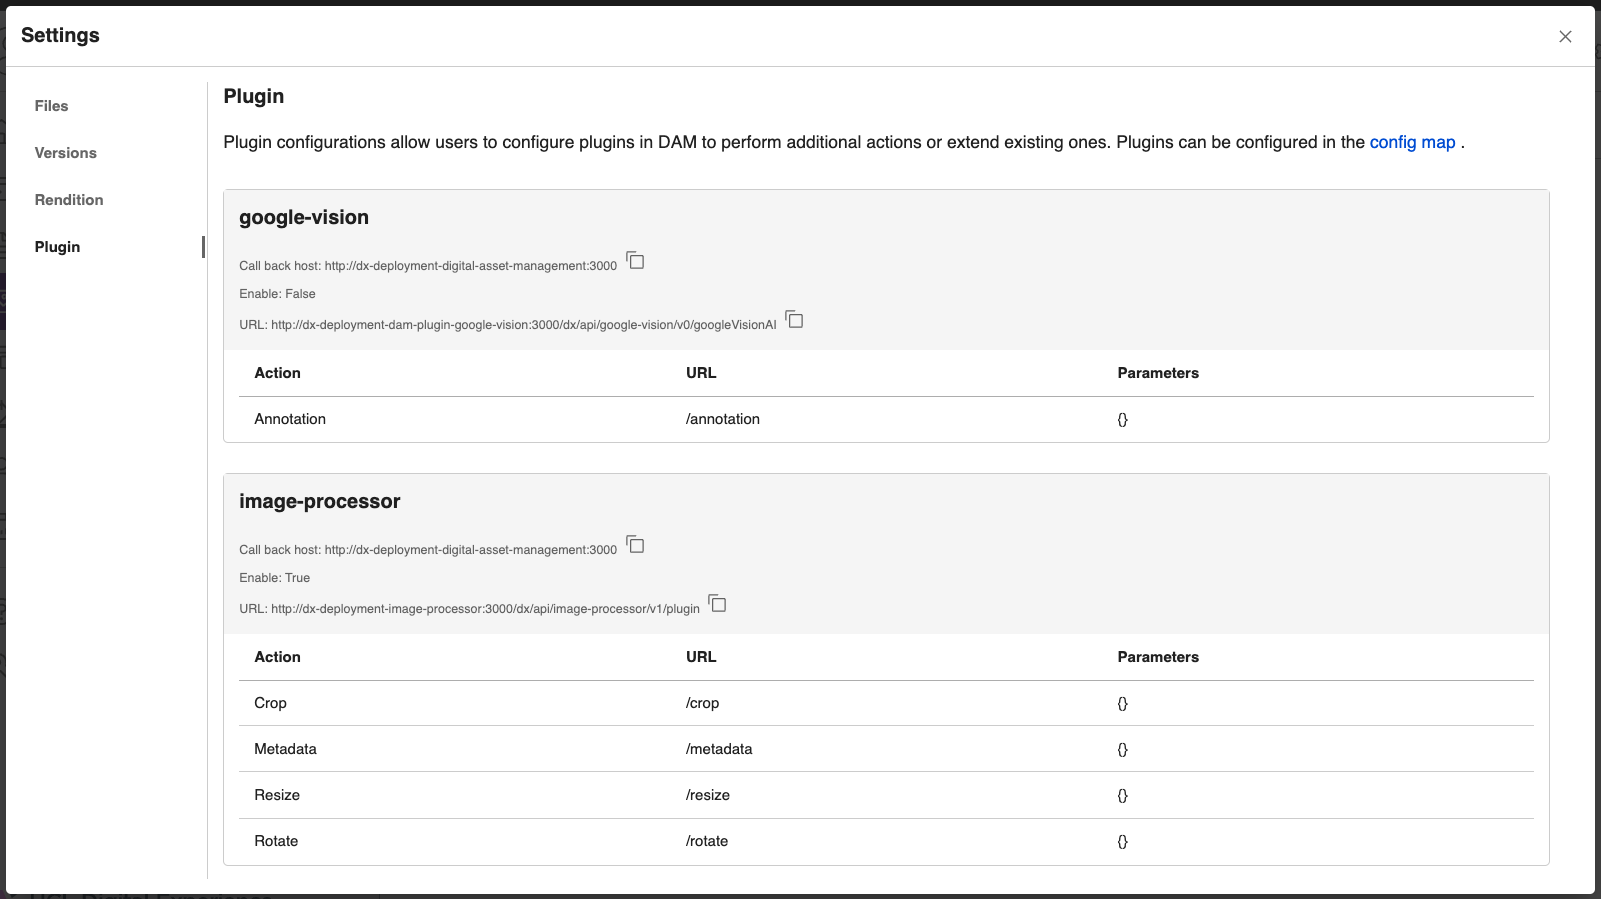 Settings
Files
Versions
Rendition
Plugin
Plugin
Plugin configurations allow users to configure plugins in DAM to perform additional actions or extend existing ones. Plugins can be configured in the config map .
google-vision
Call back host: http://dx-deployment-digital-asset-management:3000
Enable: False
URL: http://dx-deployment-dam-plugin-google-vision:3000/dx/api/google-vision/v0/googleVisionAI
Action URL Parameters
Annotation /annotation {}
image-processor
Call back host: http://dx-deployment-digital-asset-management:3000
Enable: True
URL: http://dx-deployment-image-processor:3000/dx/api/image-processor/v1/plugin
Action URL Parameters
Crop /crop {}
Metadata /metadata {}
Resize /resize {}
Rotate /rotate {}